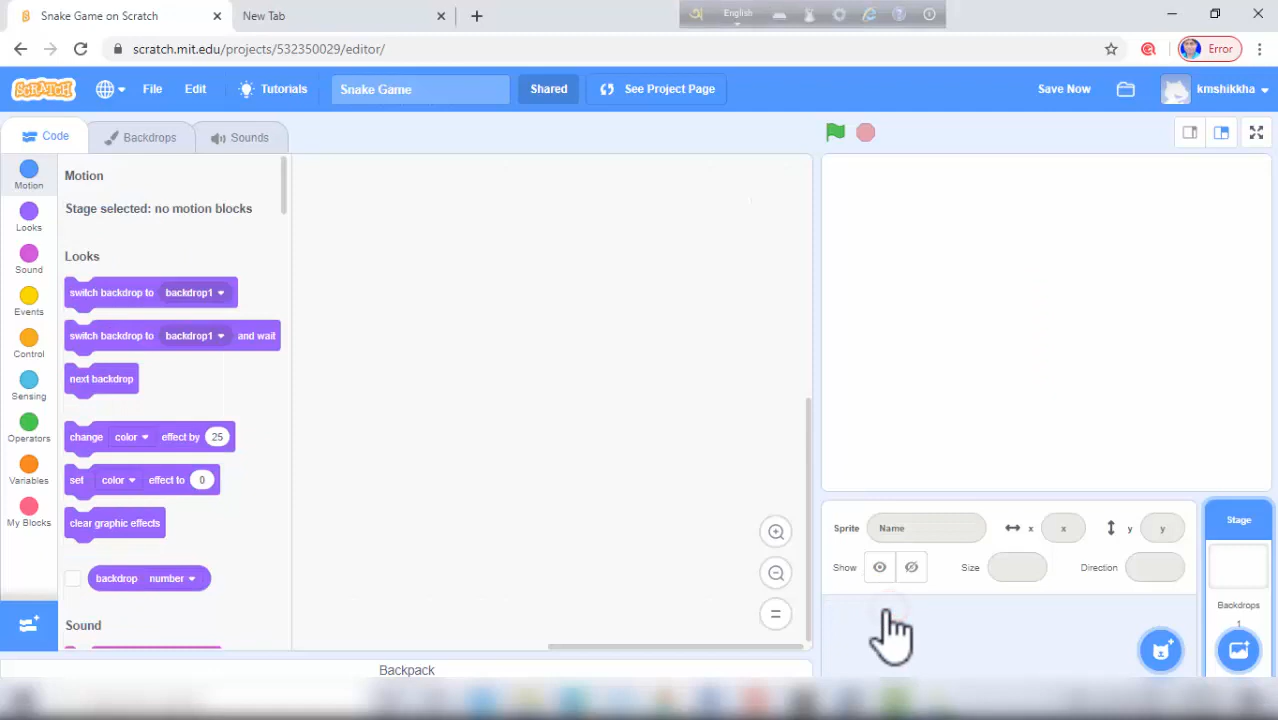 Snake Game on Scratch
New Tab
অ English
scratch.mit.edu/projects/532350029/editor/
Error
SCRATCH File Edit Tutorials Snake Game Shared See Project Page Save Now kmshikkha
Code Backdrops Sounds
Motion
Looks
Sound
Events
Control
Sensing
Operators
Variables
My Blocks
Motion
Stage selected: no motion blocks
Looks
switch backdrop to backdrop1
switch backdrop to backdrop1 and wait
next backdrop
change color effect by 25
set color effect to 0
clear graphic effects
backdrop number
Sound
Backpack
Sprite Name x x y y
Show Size Direction
Stage
Backdrops
1